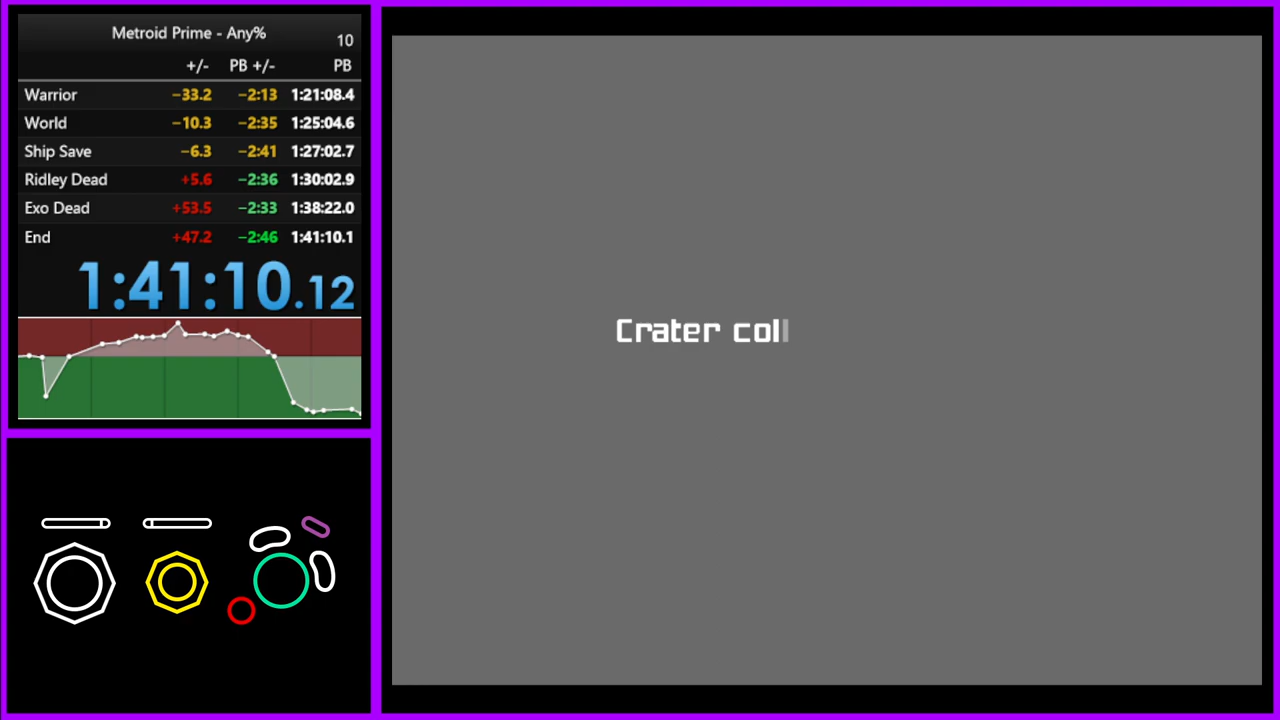 Metroid Prime - Any%
10
+/- PB +/- PB
Warrior −33.2 −2:13 1:21:08.4
World −10.3 −2:35 1:25:04.6
Ship Save −6.3 −2:41 1:27:02.7
Ridley Dead +5.6 −2:36 1:30:02.9
Exo Dead +53.5 −2:33 1:38:22.0
End +47.2 −2:46 1:41:10.1
1:41:10.12
Crater coll